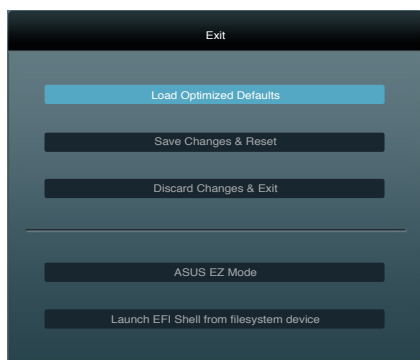 Exit
Load Optimized Defaults
Save Changes & Reset
Discard Changes & Exit
ASUS EZ Mode
Launch EFI Shell from filesystem device